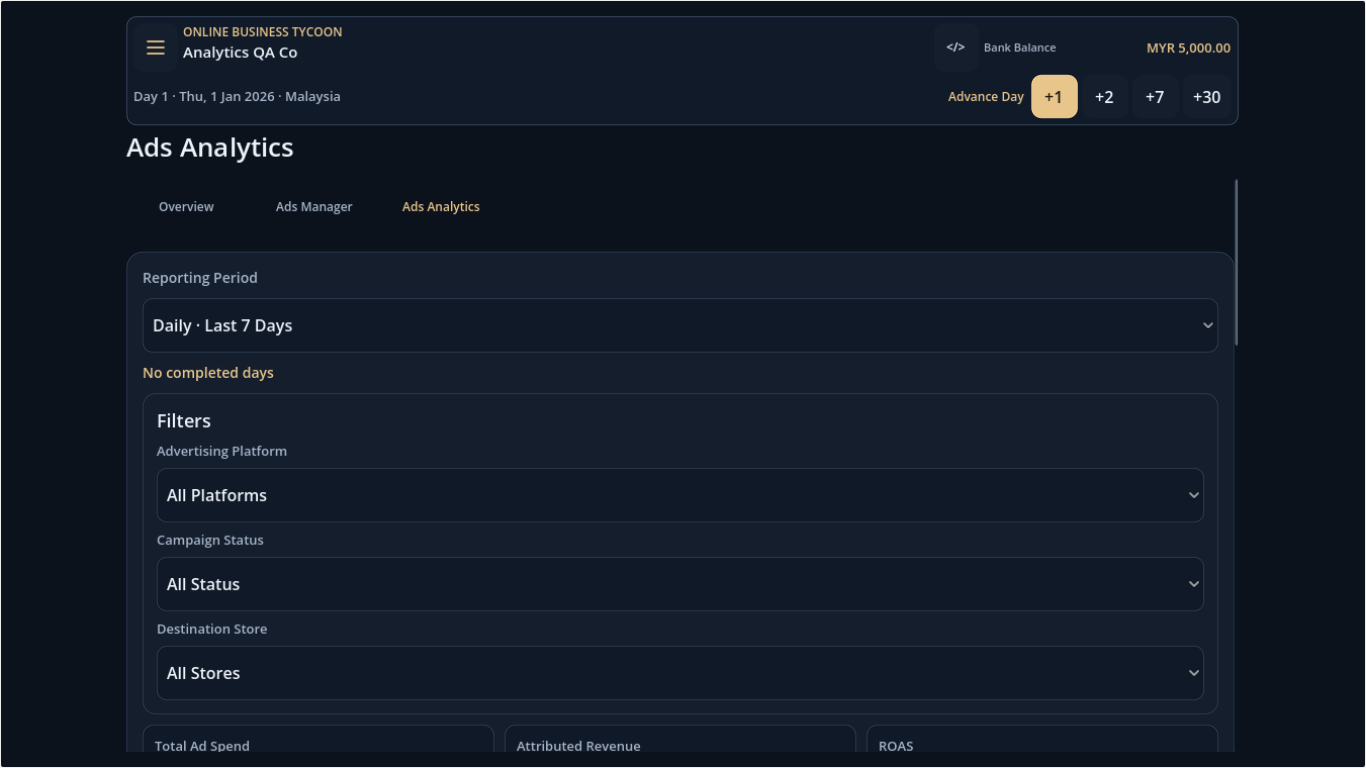 ONLINE BUSINESS TYCOON
Analytics QA Co
</>
Bank Balance
MYR 5,000.00
Day 1 · Thu, 1 Jan 2026 · Malaysia
Advance Day
+1
+2
+7
+30
Ads Analytics
Overview
Ads Manager
Ads Analytics
Reporting Period
Daily · Last 7 Days
No completed days
Filters
Advertising Platform
All Platforms
Campaign Status
All Status
Destination Store
All Stores
Total Ad Spend
Attributed Revenue
ROAS